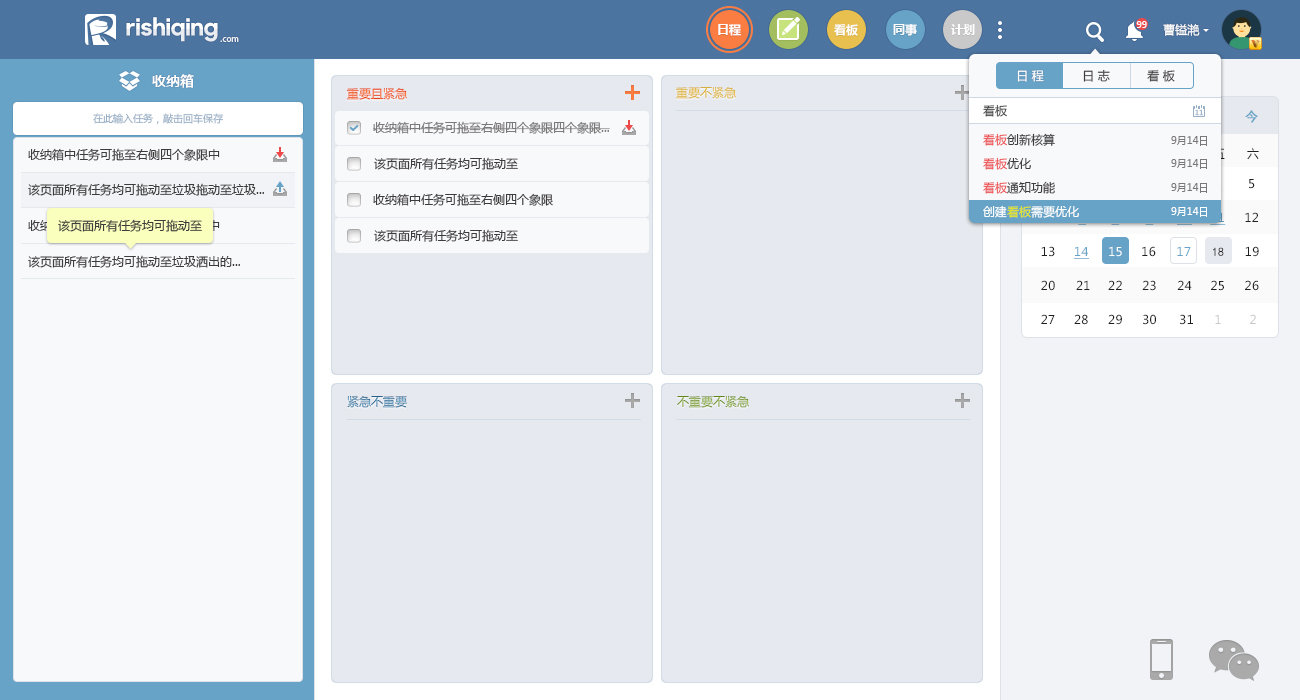 rishiqing.com
日程
看板
同事
计划
99
曹镒滟
收纳箱
在此输入任务，敲击回车保存
收纳箱中任务可拖至右侧四个象限中
该页面所有任务均可拖动至垃圾拖动至垃圾...
收纳
中
该页面所有任务均可拖动至
该页面所有任务均可拖动至垃圾洒出的...
重要且紧急
收纳箱中任务可拖至右侧四个象限四个象限...
该页面所有任务均可拖动至
收纳箱中任务可拖至右侧四个象限
该页面所有任务均可拖动至
重要不紧急
紧急不重要
不重要不紧急
日程 日志 看板
看板
看板创新核算 9月14日
看板优化 9月14日
看板通知功能 9月14日
创建看板需要优化 9月14日
今
五 六
5
11 12
13 14 15 16 17 18 19
20 21 22 23 24 25 26
27 28 29 30 31 1 2